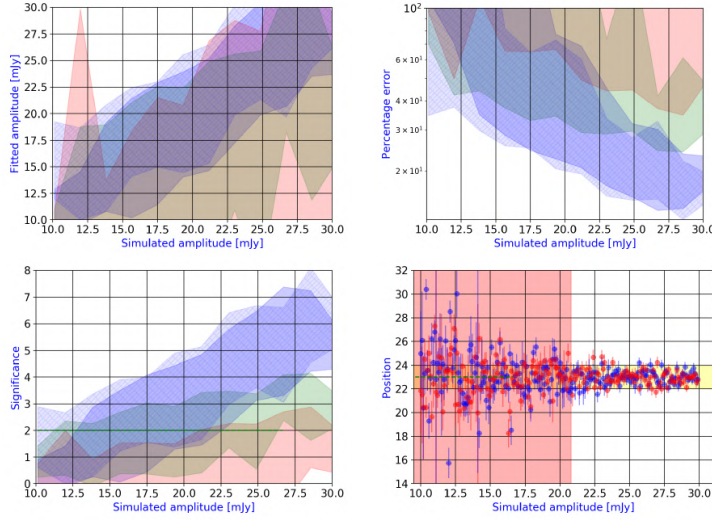 30.0
27.5
25.0
22.5
20.0
17.5
15.0
12.5
10.0
Fitted amplitude [mJy]
10.0 12.5 15.0 17.5 20.0 22.5 25.0 27.5 30.0
Simulated amplitude [mJy]
10²
6 × 10¹
4 × 10¹
3 × 10¹
2 × 10¹
Percentage error
10.0 12.5 15.0 17.5 20.0 22.5 25.0 27.5 30.0
Simulated amplitude [mJy]
8
7
6
5
4
3
2
1
0
Significance
10.0 12.5 15.0 17.5 20.0 22.5 25.0 27.5 30.0
Simulated amplitude [mJy]
32
30
28
26
24
22
20
18
16
14
Position
10.0 12.5 15.0 17.5 20.0 22.5 25.0 27.5 30.0
Simulated amplitude [mJy]